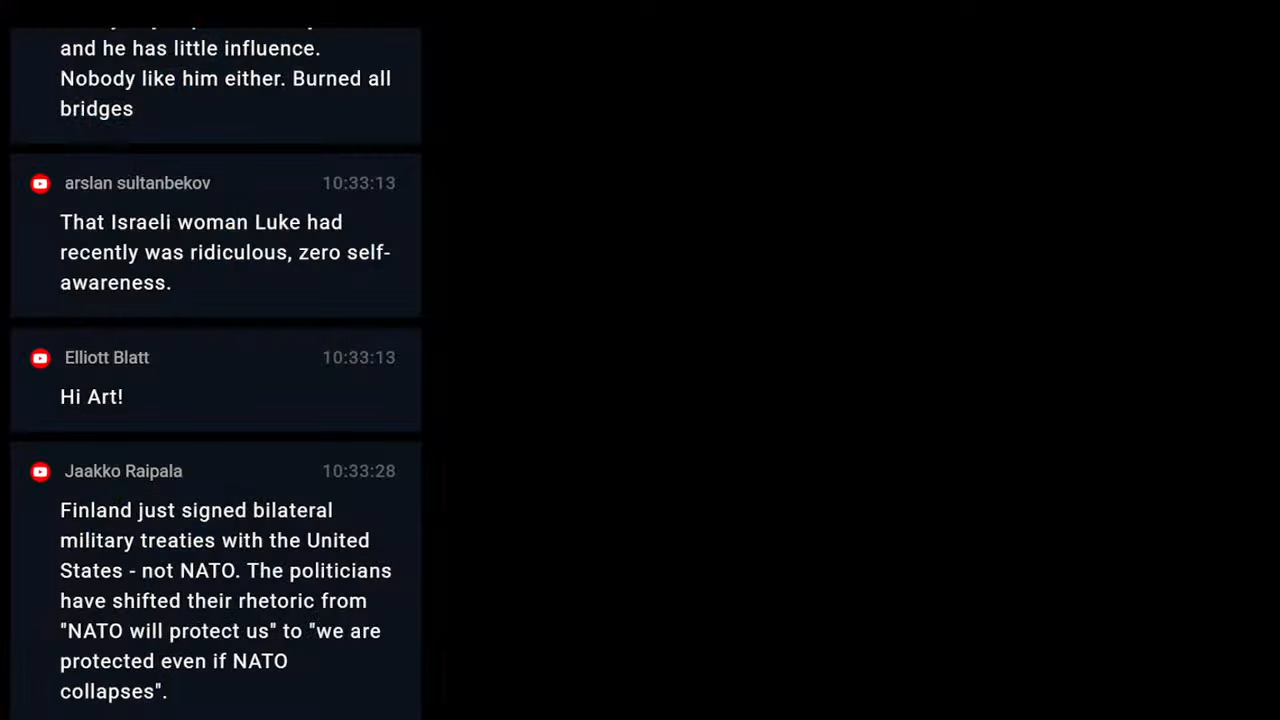 and he has little influence.
Nobody like him either. Burned all
bridges
arslan sultanbekov 10:33:13
That Israeli woman Luke had
recently was ridiculous, zero self-
awareness.
Elliott Blatt 10:33:13
Hi Art!
Jaakko Raipala 10:33:28
Finland just signed bilateral
military treaties with the United
States - not NATO. The politicians
have shifted their rhetoric from
"NATO will protect us" to "we are
protected even if NATO
collapses".